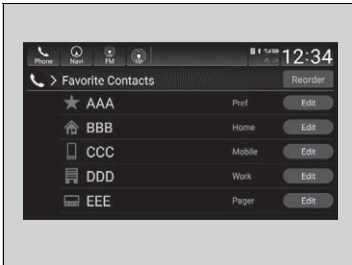 Phone Navi FM 12:34
> Favorite Contacts Reorder
AAA Pref Edit
BBB Home Edit
CCC Mobile Edit
DDD Work Edit
EEE Pager Edit